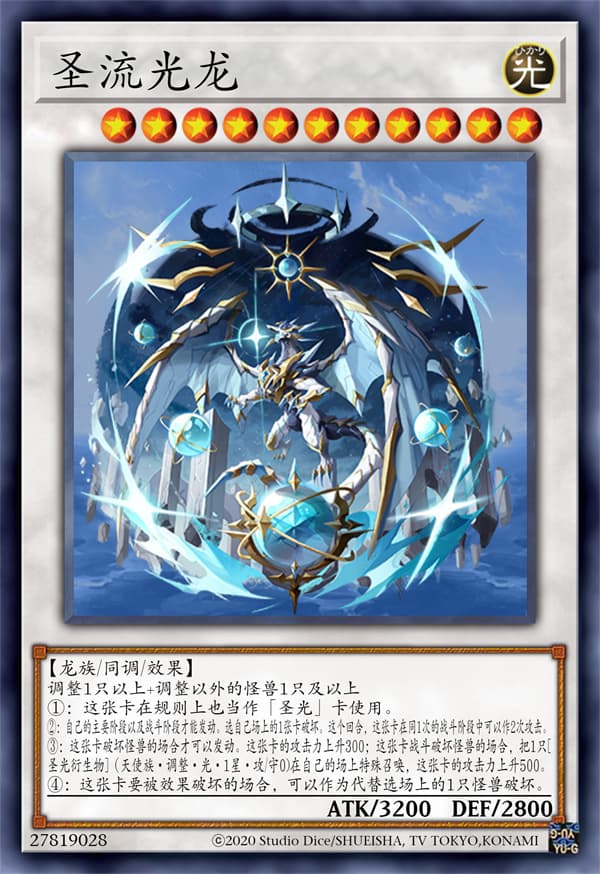 圣流光龙
ひかり
光
【龙族/同调/效果】
调整1只以上+调整以外的怪兽1只及以上
①：这张卡在规则上也当作「圣光」卡使用。
②：自己的主要阶段以及战斗阶段才能发动。选自己场上的1张卡破坏。这个回合，这张卡在同1次的战斗阶段中可以作2次攻击。
③：这张卡破坏怪兽的场合才可以发动。这张卡的攻击力上升300；这张卡战斗破坏怪兽的场合，把1只[
圣光衍生物](天使族·调整·光·1星·攻/守0)在自己的场上特殊召唤，这张卡的攻击力上升500。
④：这张卡要被效果破坏的场合，可以作为代替选场上的1只怪兽破坏。
ATK/3200 DEF/2800
27819028
©2020 Studio Dice/SHUEISHA, TV TOKYO,KONAMI
YU-G